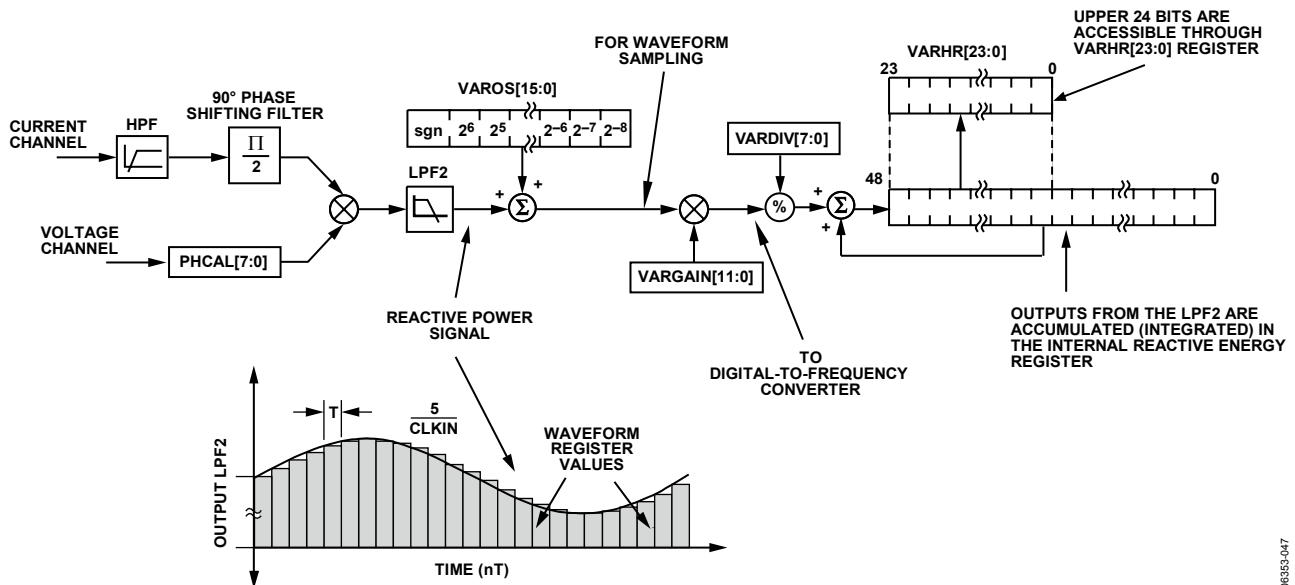 UPPER 24 BITS ARE
ACCESSIBLE THROUGH
VARHR[23:0] REGISTER
FOR WAVEFORM
SAMPLING
VARHR[23:0]
23
0
90° PHASE
SHIFTING FILTER
VAROS[15:0]
CURRENT
CHANNEL
HPF
Π
2
sgn 2⁶ 2⁵ 2⁻⁶ 2⁻⁷ 2⁻⁸
VARDIV[7:0]
LPF2
48
0
+
+
Σ
%
+
Σ
+
VOLTAGE
CHANNEL
PHCAL[7:0]
VARGAIN[11:0]
REACTIVE POWER
SIGNAL
TO
DIGITAL-TO-FREQUENCY
CONVERTER
OUTPUTS FROM THE LPF2 ARE
ACCUMULATED (INTEGRATED) IN
THE INTERNAL REACTIVE ENERGY
REGISTER
T
5
CLKIN
WAVEFORM
REGISTER
VALUES
OUTPUT LPF2
TIME (nT)
06353-047